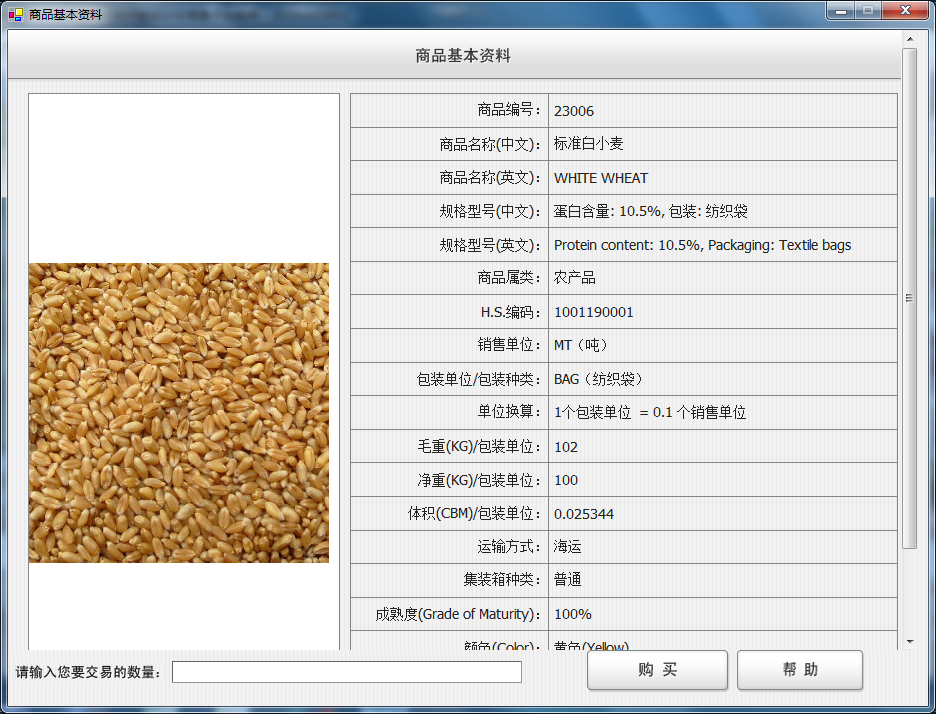 商品基本资料
商品基本资料
商品编号： 23006
商品名称(中文)： 标准白小麦
商品名称(英文)： WHITE WHEAT
规格型号(中文)： 蛋白含量: 10.5%, 包装: 纺织袋
规格型号(英文)： Protein content: 10.5%, Packaging: Textile bags
商品属类： 农产品
H.S.编码： 1001190001
销售单位： MT（吨）
包装单位/包装种类： BAG（纺织袋）
单位换算： 1个包装单位 = 0.1 个销售单位
毛重(KG)/包装单位： 102
净重(KG)/包装单位： 100
体积(CBM)/包装单位： 0.025344
运输方式： 海运
集装箱种类： 普通
成熟度(Grade of Maturity)： 100%
颜色(Color)： 黄色(Yellow)
请输入您要交易的数量：
购 买
帮 助